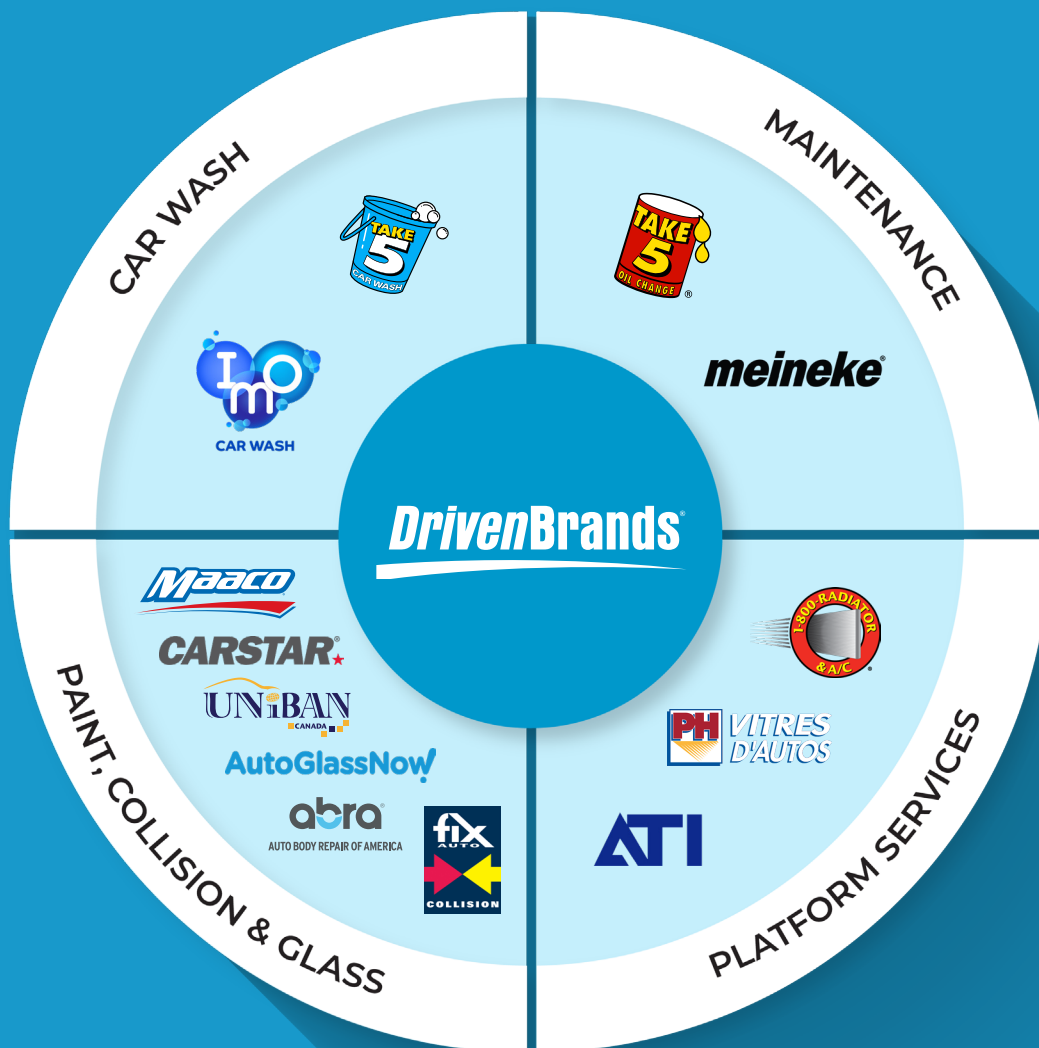 CAR WASH
TAKE
5
CAR WASH
IMO
CAR WASH
MAINTENANCE
TAKE
5
OIL CHANGE ®
meineke®
DrivenBrands®
PAINT, COLLISION & GLASS
Maaco
CARSTAR®
UNiBAN
CANADA
AutoGlassNow!
abra®
AUTO BODY REPAIR OF AMERICA
fix
AUTO
COLLISION
PLATFORM SERVICES
1-800-RADIATOR
& A/C ®
PH VITRES
D'AUTOS
ATI